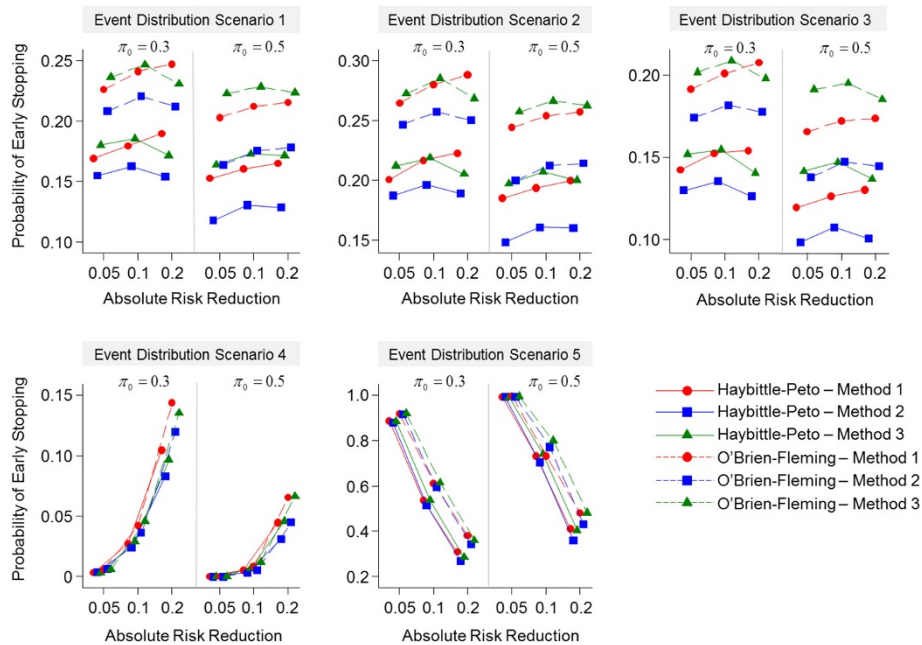 Event Distribution Scenario 1
Event Distribution Scenario 2
Event Distribution Scenario 3
π₀ = 0.3
π₀ = 0.5
π₀ = 0.3
π₀ = 0.5
π₀ = 0.3
π₀ = 0.5
Probability of Early Stopping
0.25
0.20
0.15
0.10
0.30
0.25
0.20
0.15
0.20
0.15
0.10
0.05 0.1 0.2 0.05 0.1 0.2
0.05 0.1 0.2 0.05 0.1 0.2
0.05 0.1 0.2 0.05 0.1 0.2
Absolute Risk Reduction
Absolute Risk Reduction
Absolute Risk Reduction
Event Distribution Scenario 4
Event Distribution Scenario 5
π₀ = 0.3
π₀ = 0.5
π₀ = 0.3
π₀ = 0.5
Probability of Early Stopping
0.15
0.10
0.05
0
1.0
0.8
0.6
0.4
0.2
0.05 0.1 0.2 0.05 0.1 0.2
0.05 0.1 0.2 0.05 0.1 0.2
Absolute Risk Reduction
Absolute Risk Reduction
Haybittle-Peto – Method 1
Haybittle-Peto – Method 2
Haybittle-Peto – Method 3
O'Brien-Fleming – Method 1
O'Brien-Fleming – Method 2
O'Brien-Fleming – Method 3